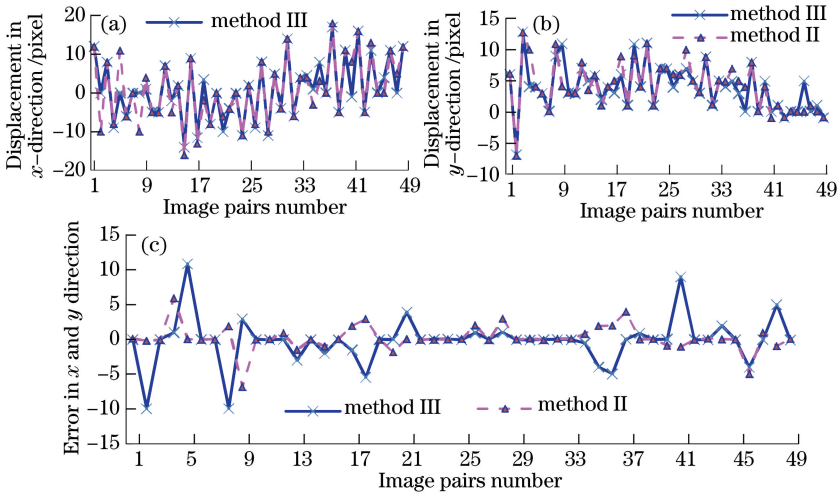 (a)
method III
Displacement in
x-direction /pixel
20
10
0
−10
−20
1 9 17 25 33 41 49
Image pairs number
(b)
method III
method II
Displacement in
y-direction /pixel
15
10
5
0
−5
−10
1 9 17 25 33 41 49
Image pairs number
(c)
Error in x and y direction
15
10
5
0
−5
−10
−15
method III method II
1 5 9 13 17 21 25 29 33 37 41 45 49
Image pairs number